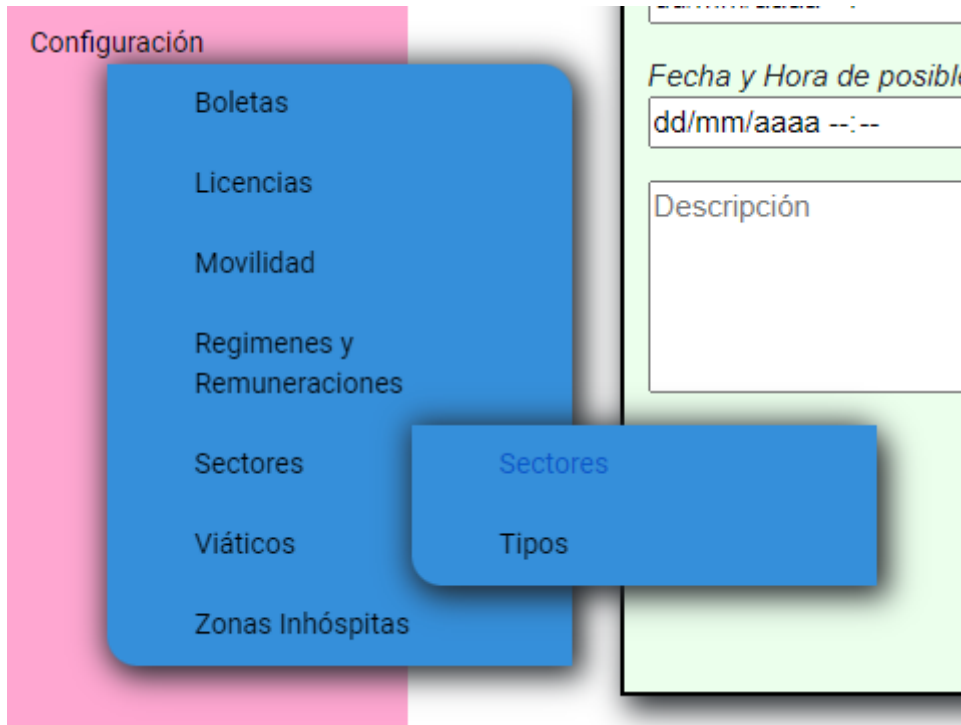 Configuración
Boletas
Licencias
Movilidad
Regimenes y
Remuneraciones
Sectores
Viáticos
Zonas Inhóspitas
Sectores
Tipos
Fecha y Hora de
dd/mm/aaaa --:--
Descripción